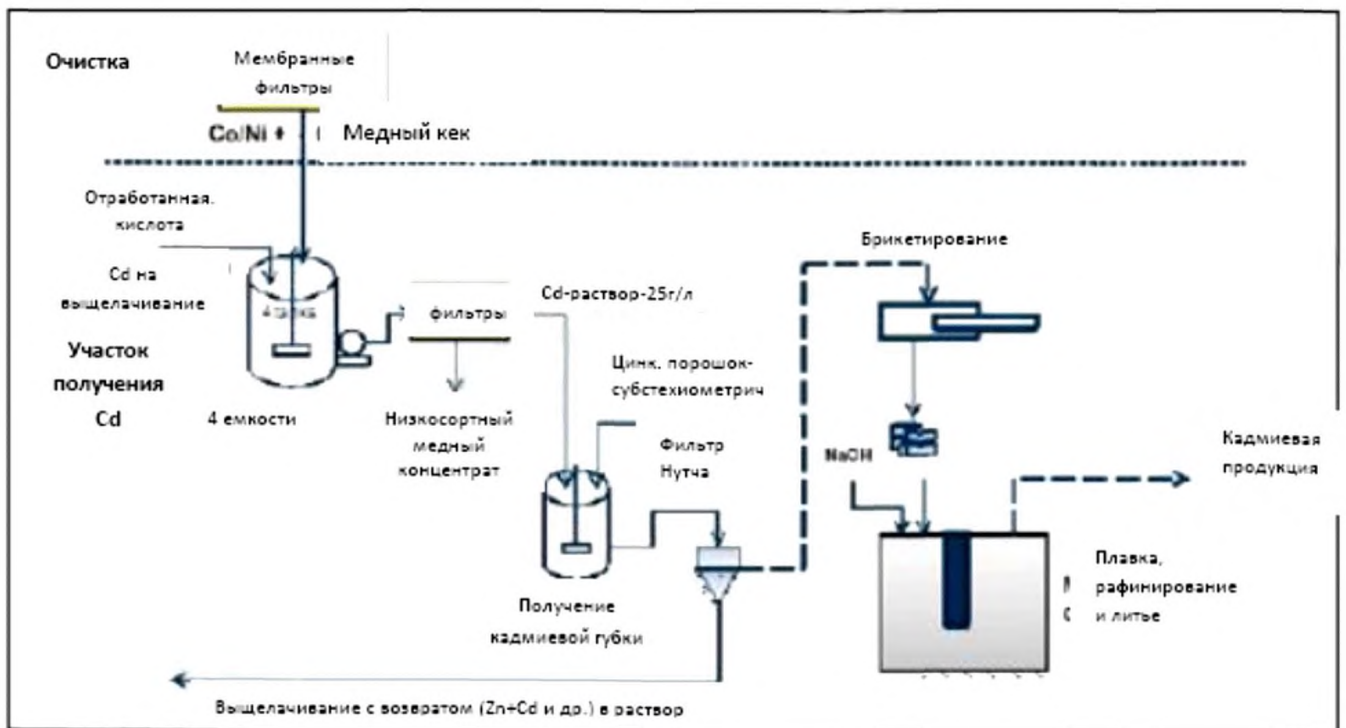 Очистка
Мембранные
фильтры
Co/Ni +
Медный кек
Отработанная.
кислота
Cd на
выщелачивание
Участок
получения
Cd
4 емкости
фильтры
Cd-раствор-25г/л
Низкосортный
медный
концентрат
Цинк. порошок-
субстехиометрич
Фильтр
Нутча
Получение
кадмиевой губки
Брикетирование
NaOH
Кадмиевая
продукция
Плавка,
рафинирование
и литье
Выщелачивание с возвратом (Zn+Cd и др.) в раствор